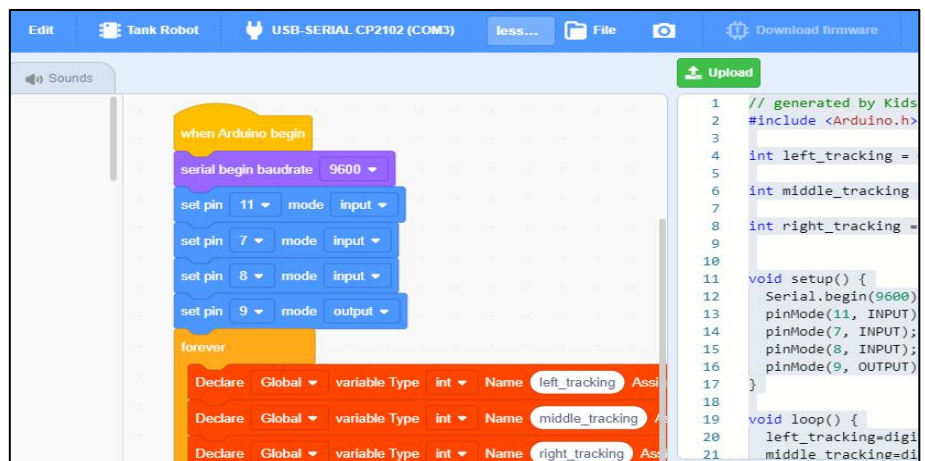 Edit Tank Robot USB-SERIAL CP2102 (COM3) less... File Download firmware
Sounds
Upload
when Arduino begin
serial begin baudrate 9600
set pin 11 mode input
set pin 7 mode input
set pin 8 mode input
set pin 9 mode output
forever
Declare Global variable Type int Name left_tracking Assi
Declare Global variable Type int Name middle_tracking A
Declare Global variable Type int Name right_tracking Ass
1 // generated by Kids
2 #include <Arduino.h>
3
4 int left_tracking =
5
6 int middle_tracking
7
8 int right_tracking =
9
10
11 void setup() {
12 Serial.begin(9600)
13 pinMode(11, INPUT)
14 pinMode(7, INPUT);
15 pinMode(8, INPUT);
16 pinMode(9, OUTPUT)
17 }
18
19 void loop() {
20 left_tracking=digi
21 middle_tracking=di